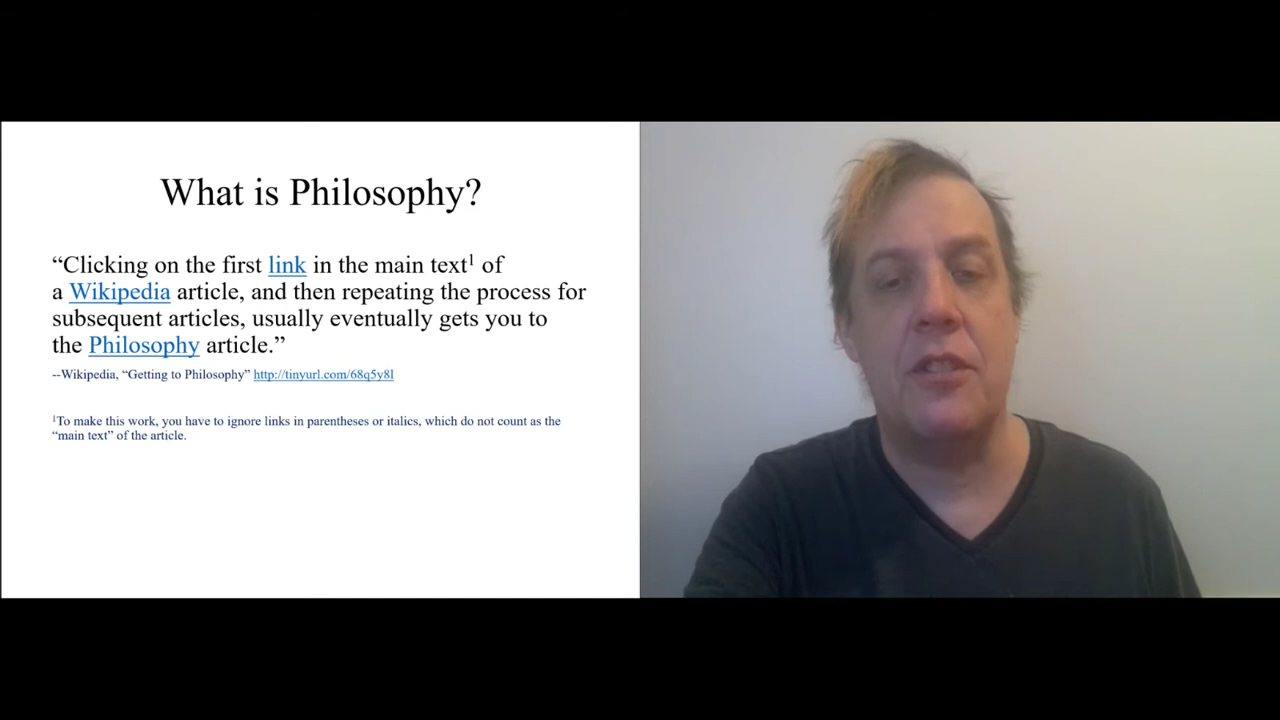 What is Philosophy?
“Clicking on the first link in the main text¹ of
a Wikipedia article, and then repeating the process for
subsequent articles, usually eventually gets you to
the Philosophy article.”
--Wikipedia, “Getting to Philosophy” http://tinyurl.com/68q5y8l
¹To make this work, you have to ignore links in parentheses or italics, which do not count as the
“main text” of the article.